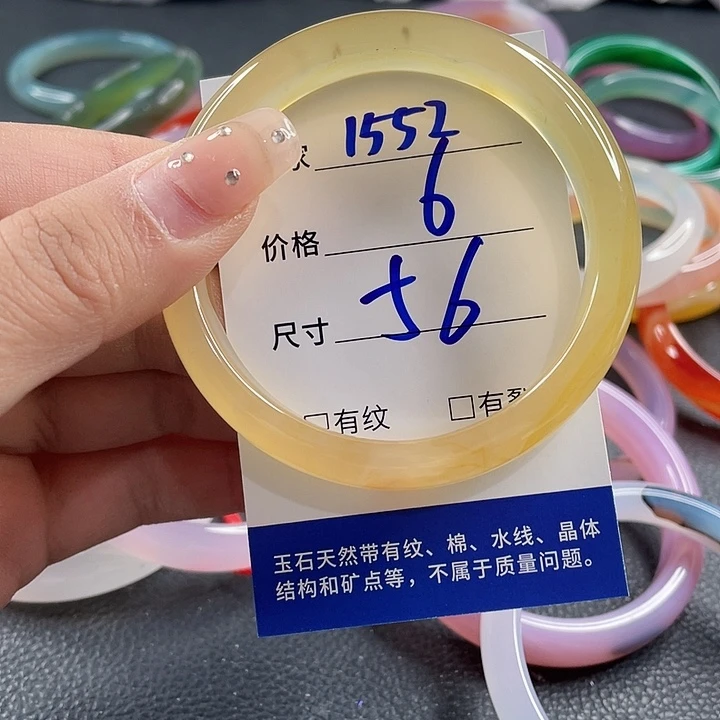 1552
价格 6
尺寸 56
□有纹 □有裂
玉石天然带有纹、棉、水线、晶体
结构和矿点等，不属于质量问题。